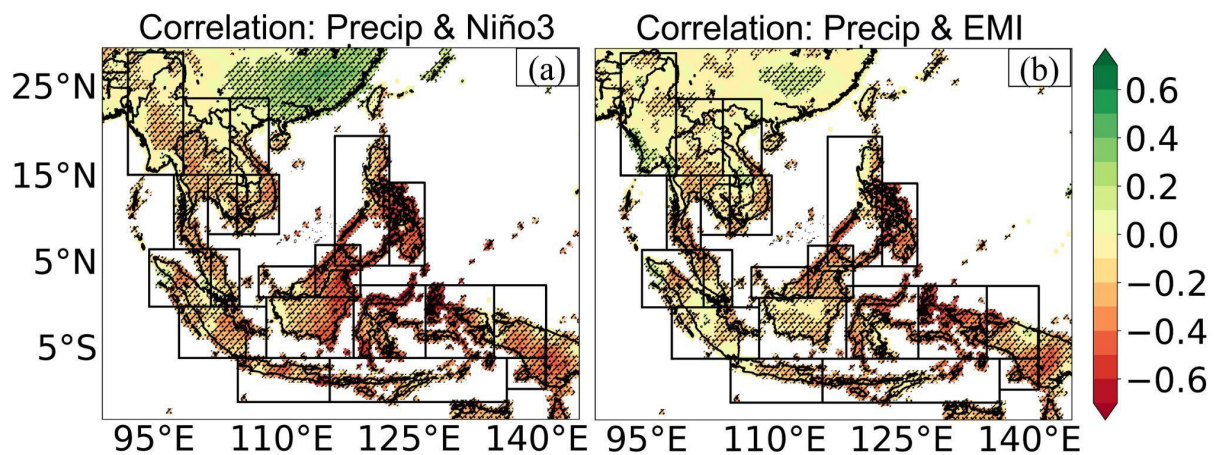 Correlation: Precip & Niño3
Correlation: Precip & EMI
(a)
(b)
25°N
15°N
5°N
5°S
95°E 110°E 125°E 140°E
95°E 110°E 125°E 140°E
0.6
0.4
0.2
0.0
−0.2
−0.4
−0.6